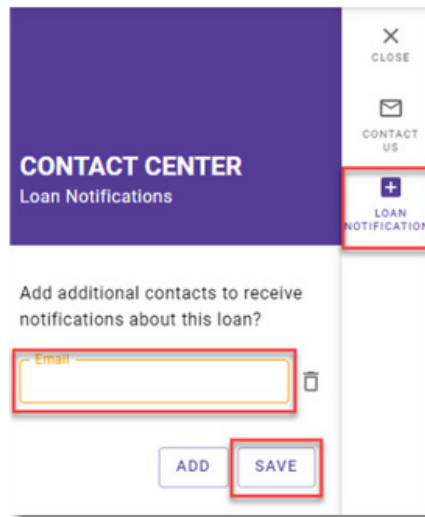 CLOSE
CONTACT
US
CONTACT CENTER
Loan Notifications
LOAN
NOTIFICATION
Add additional contacts to receive
notifications about this loan?
Email
ADD
SAVE